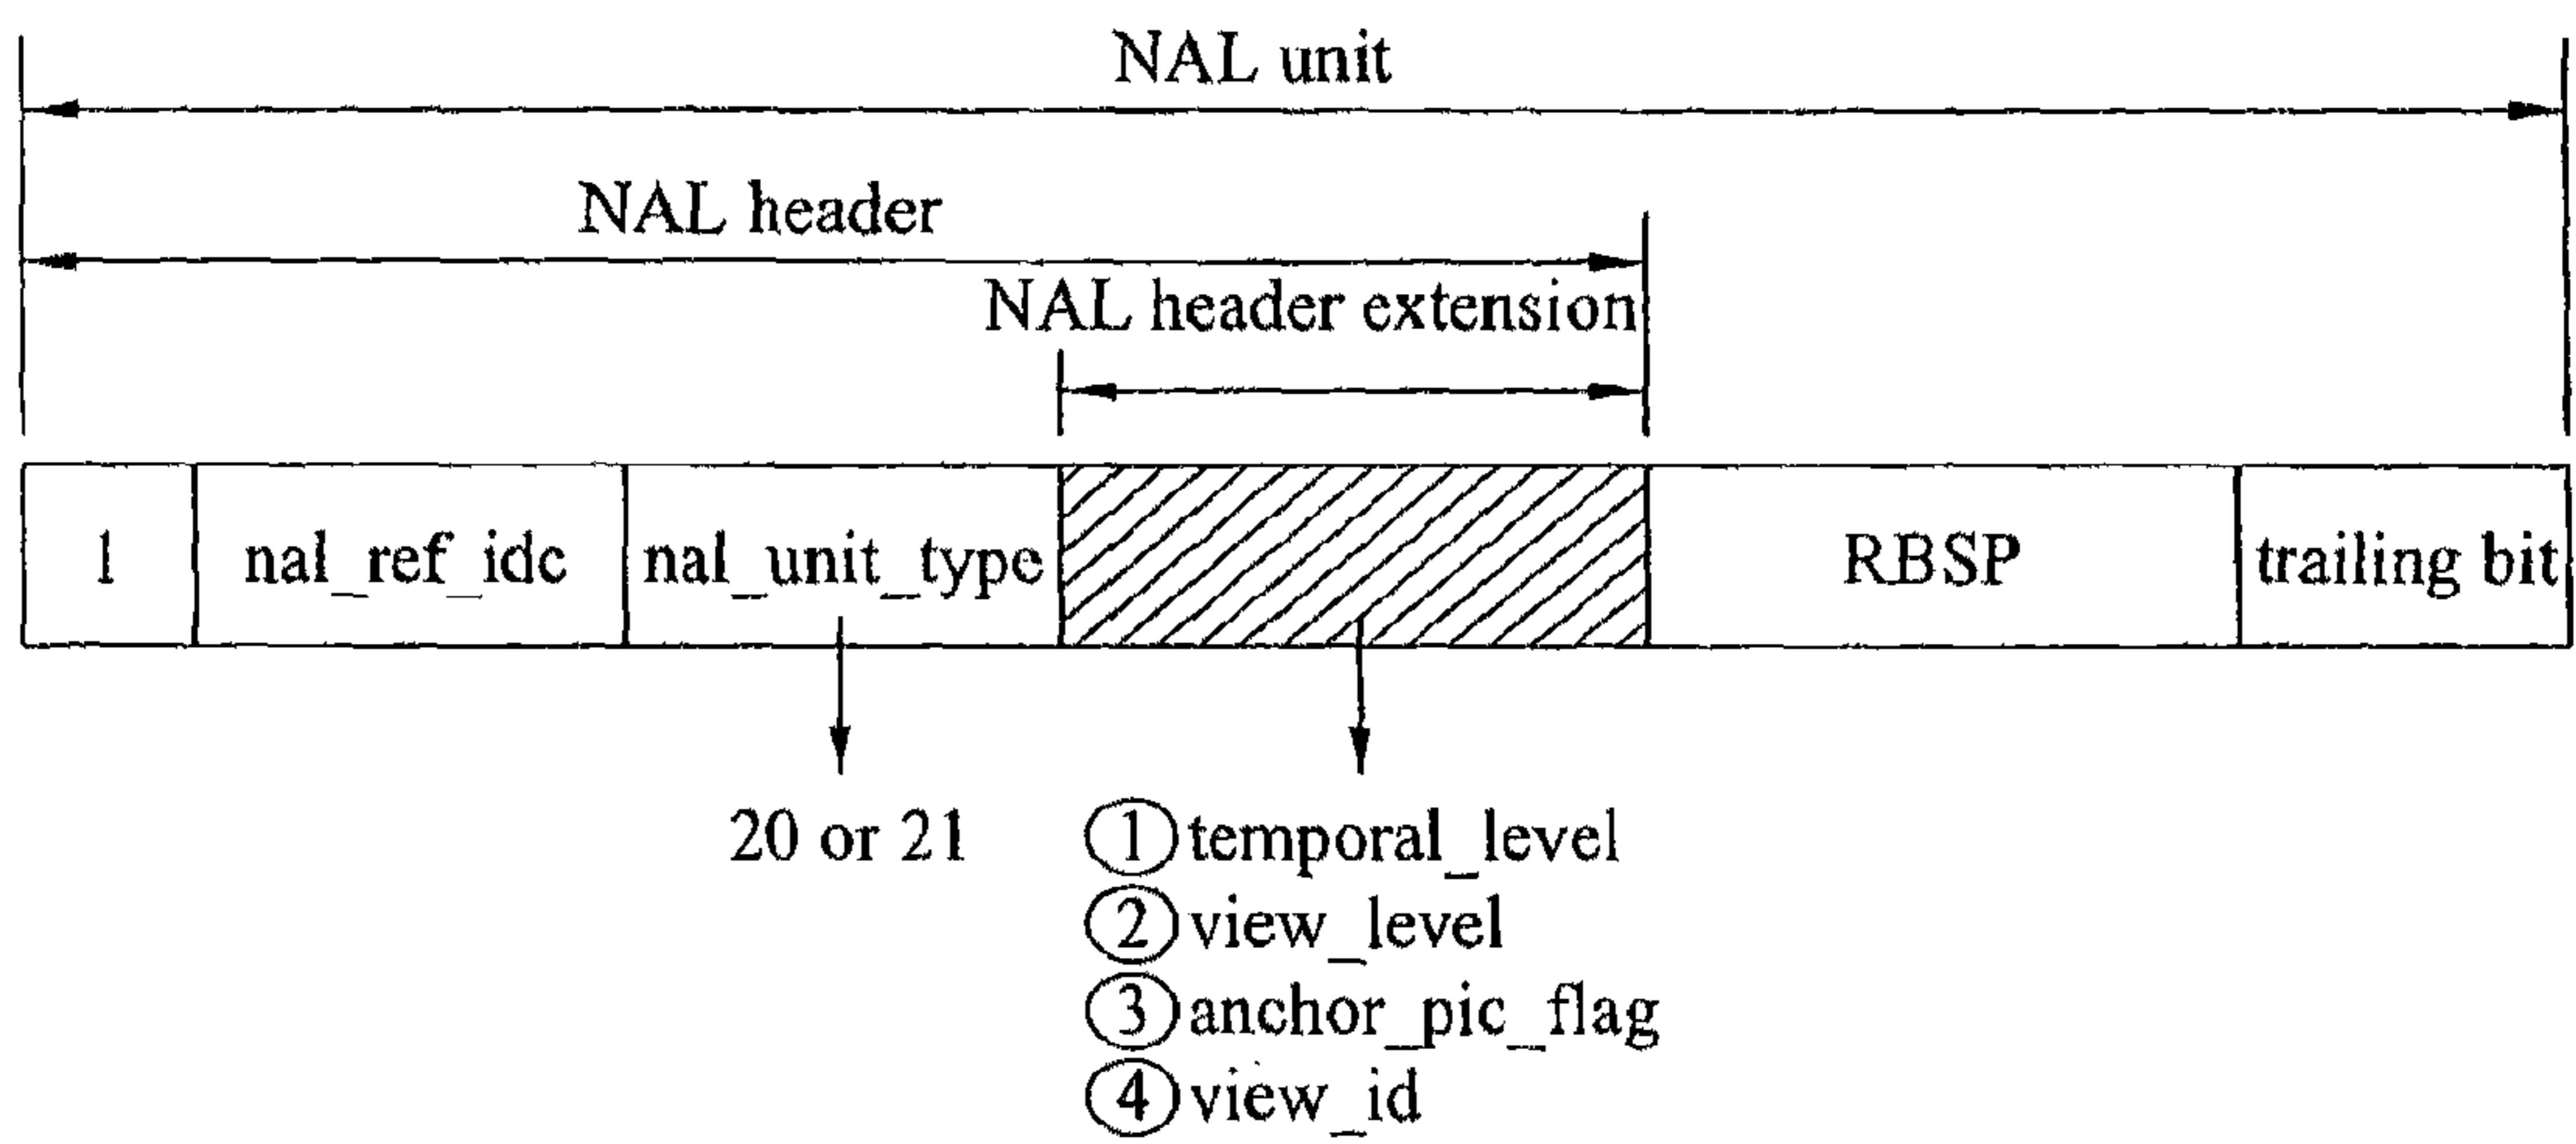 NAL unit
NAL header
NAL header extension
1 nal_ref_idc nal_unit_type RBSP trailing bit
20 or 21
①temporal_level
②view_level
③anchor_pic_flag
④view_id